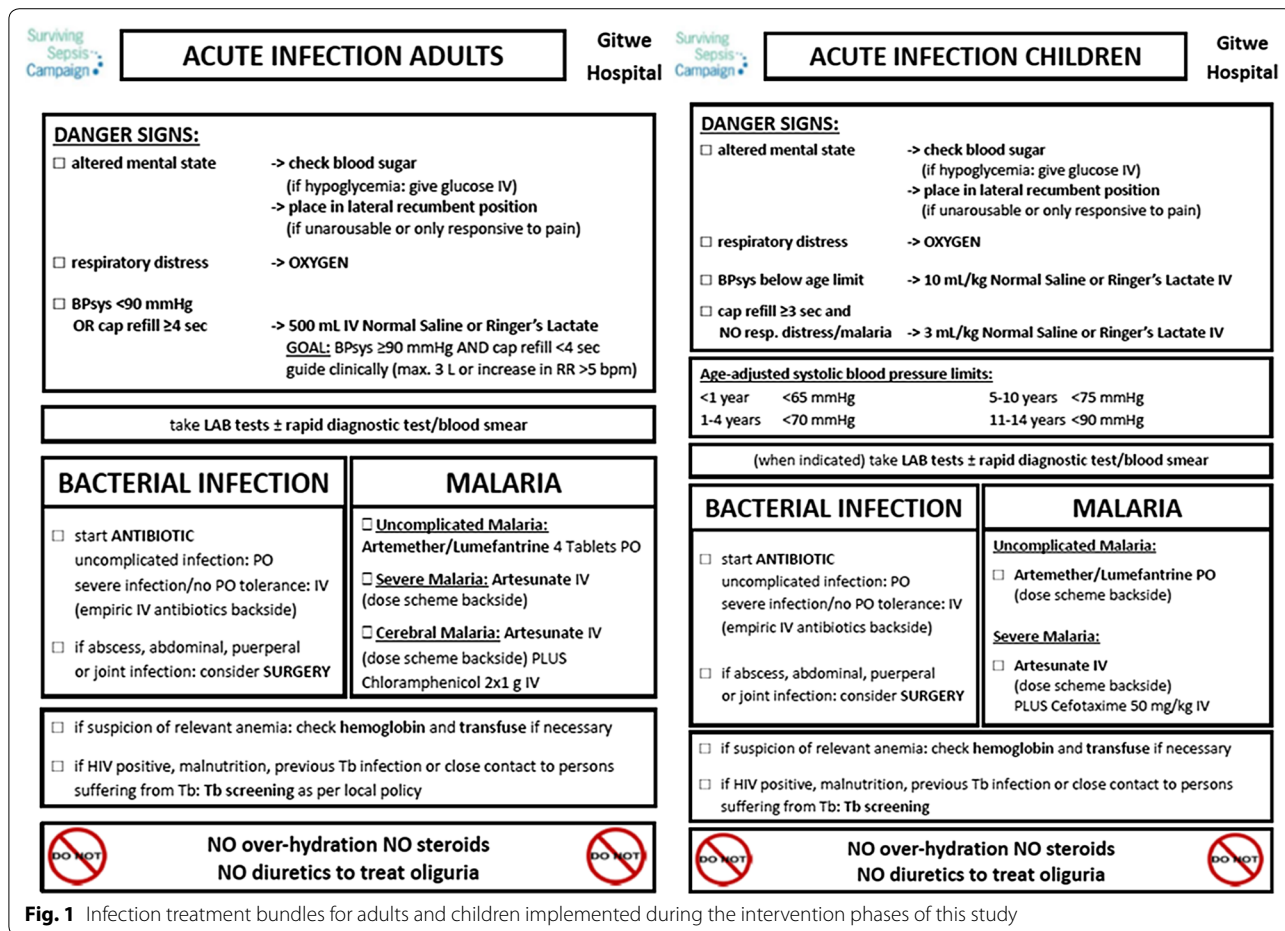 Surviving
Sepsis
Campaign
ACUTE INFECTION ADULTS
Gitwe
Hospital
DANGER SIGNS:
☐ altered mental state -> check blood sugar
(if hypoglycemia: give glucose IV)
-> place in lateral recumbent position
(if unarousable or only responsive to pain)
☐ respiratory distress -> OXYGEN
☐ BPsys <90 mmHg
OR cap refill ≥4 sec -> 500 mL IV Normal Saline or Ringer's Lactate
GOAL: BPsys ≥90 mmHg AND cap refill <4 sec
guide clinically (max. 3 L or increase in RR >5 bpm)
take LAB tests ± rapid diagnostic test/blood smear
BACTERIAL INFECTION
☐ start ANTIBIOTIC
uncomplicated infection: PO
severe infection/no PO tolerance: IV
(empiric IV antibiotics backside)
☐ if abscess, abdominal, puerperal
or joint infection: consider SURGERY
MALARIA
☐ Uncomplicated Malaria:
Artemether/Lumefantrine 4 Tablets PO
☐ Severe Malaria: Artesunate IV
(dose scheme backside)
☐ Cerebral Malaria: Artesunate IV
(dose scheme backside) PLUS
Chloramphenicol 2x1 g IV
☐ if suspicion of relevant anemia: check hemoglobin and transfuse if necessary
☐ if HIV positive, malnutrition, previous Tb infection or close contact to persons
suffering from Tb: Tb screening as per local policy
DO NOT
NO over-hydration NO steroids
NO diuretics to treat oliguria
DO NOT
Surviving
Sepsis
Campaign
ACUTE INFECTION CHILDREN
Gitwe
Hospital
DANGER SIGNS:
☐ altered mental state -> check blood sugar
(if hypoglycemia: give glucose IV)
-> place in lateral recumbent position
(if unarousable or only responsive to pain)
☐ respiratory distress -> OXYGEN
☐ BPsys below age limit -> 10 mL/kg Normal Saline or Ringer's Lactate IV
☐ cap refill ≥3 sec and
NO resp. distress/malaria -> 3 mL/kg Normal Saline or Ringer's Lactate IV
Age-adjusted systolic blood pressure limits:
<1 year <65 mmHg 5-10 years <75 mmHg
1-4 years <70 mmHg 11-14 years <90 mmHg
(when indicated) take LAB tests ± rapid diagnostic test/blood smear
BACTERIAL INFECTION
☐ start ANTIBIOTIC
uncomplicated infection: PO
severe infection/no PO tolerance: IV
(empiric IV antibiotics backside)
☐ if abscess, abdominal, puerperal
or joint infection: consider SURGERY
MALARIA
Uncomplicated Malaria:
☐ Artemether/Lumefantrine PO
(dose scheme backside)
Severe Malaria:
☐ Artesunate IV
(dose scheme backside)
PLUS Cefotaxime 50 mg/kg IV
☐ if suspicion of relevant anemia: check hemoglobin and transfuse if necessary
☐ if HIV positive, malnutrition, previous Tb infection or close contact to persons
suffering from Tb: Tb screening
DO NOT
NO over-hydration NO steroids
NO diuretics to treat oliguria
DO NOT
Fig. 1 Infection treatment bundles for adults and children implemented during the intervention phases of this study